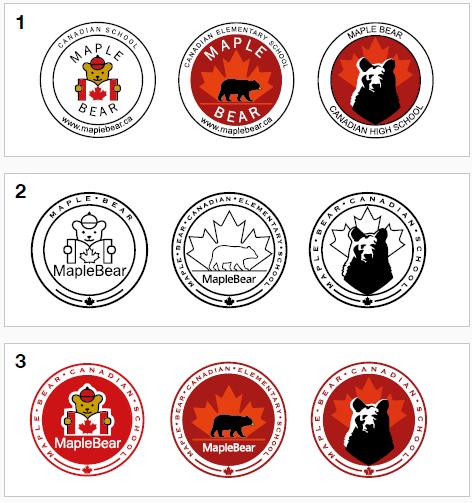 1
CANADIAN SCHOOL
MAPLE
BEAR
www.maplebear.ca
CANADIAN ELEMENTARY SCHOOL
MAPLE
BEAR
www.maplebear.ca
MAPLE BEAR
CANADIAN HIGH SCHOOL
2
MAPLE • BEAR
MapleBear
MAPLE • BEAR • CANADIAN • ELEMENTARY • SCHOOL
MapleBear
MAPLE • BEAR • CANADIAN • SCHOOL
3
MAPLE • BEAR • CANADIAN • SCHOOL
MapleBear
MAPLE • BEAR • CANADIAN • ELEMENTARY • SCHOOL
MapleBear
MAPLE • BEAR • CANADIAN • SCHOOL